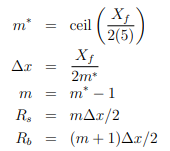 m* = ceil(X_f / 2(5))
Δx = X_f / 2m*
m = m* − 1
R_s = mΔx/2
R_b = (m + 1)Δx/2